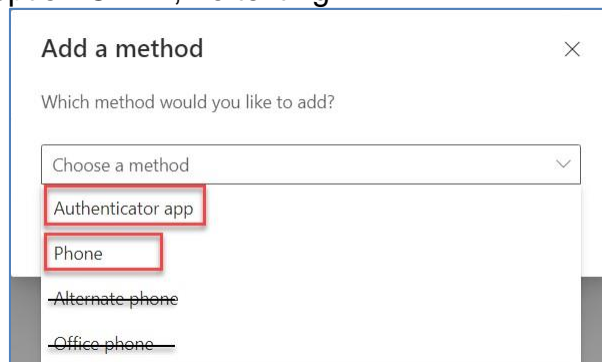 Add a method
Which method would you like to add?
Choose a method
Authenticator app
Phone
Alternate phone
Office phone